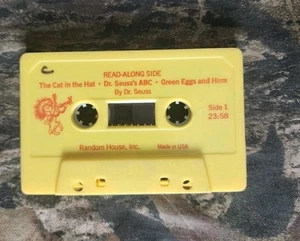 READ-ALONG SIDE
The Cat in the Hat • Dr. Seuss's ABC • Green Eggs and Ham
By Dr. Seuss
Side 1
23:58
Random House, Inc.
Made in USA